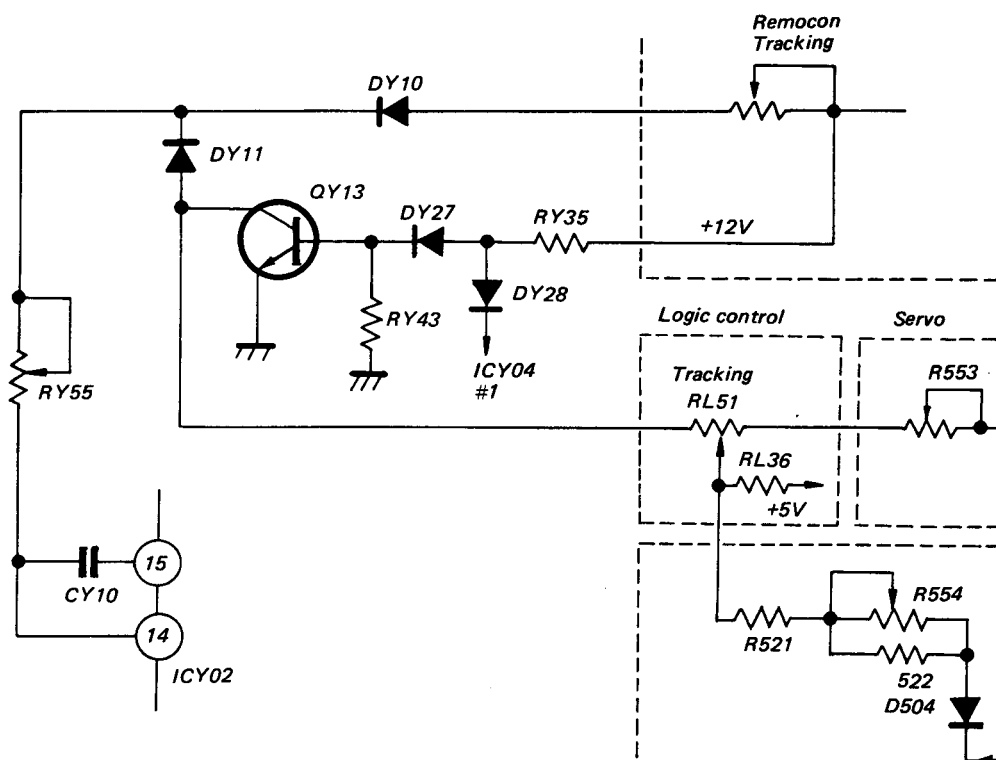 Remocon
Tracking
DY10
DY11
QY13
DY27
RY35
+12V
DY28
RY43
ICY04
#1
RY55
Logic control
Servo
Tracking
RL51
R553
RL36
+5V
15
CY10
14
ICY02
R554
R521
522
D504